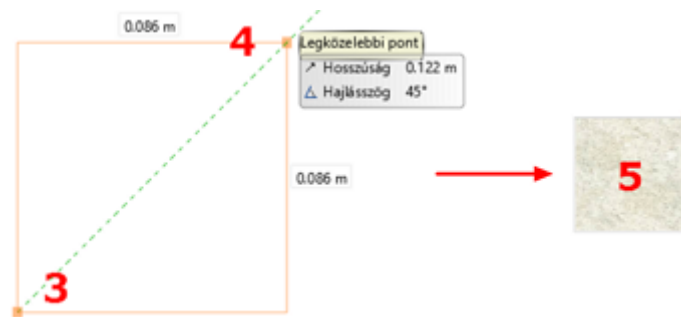 0.086 m
4
Legközelebbi pont
Hosszúság 0.122 m
Hajlásszög 45°
0.086 m
5
3